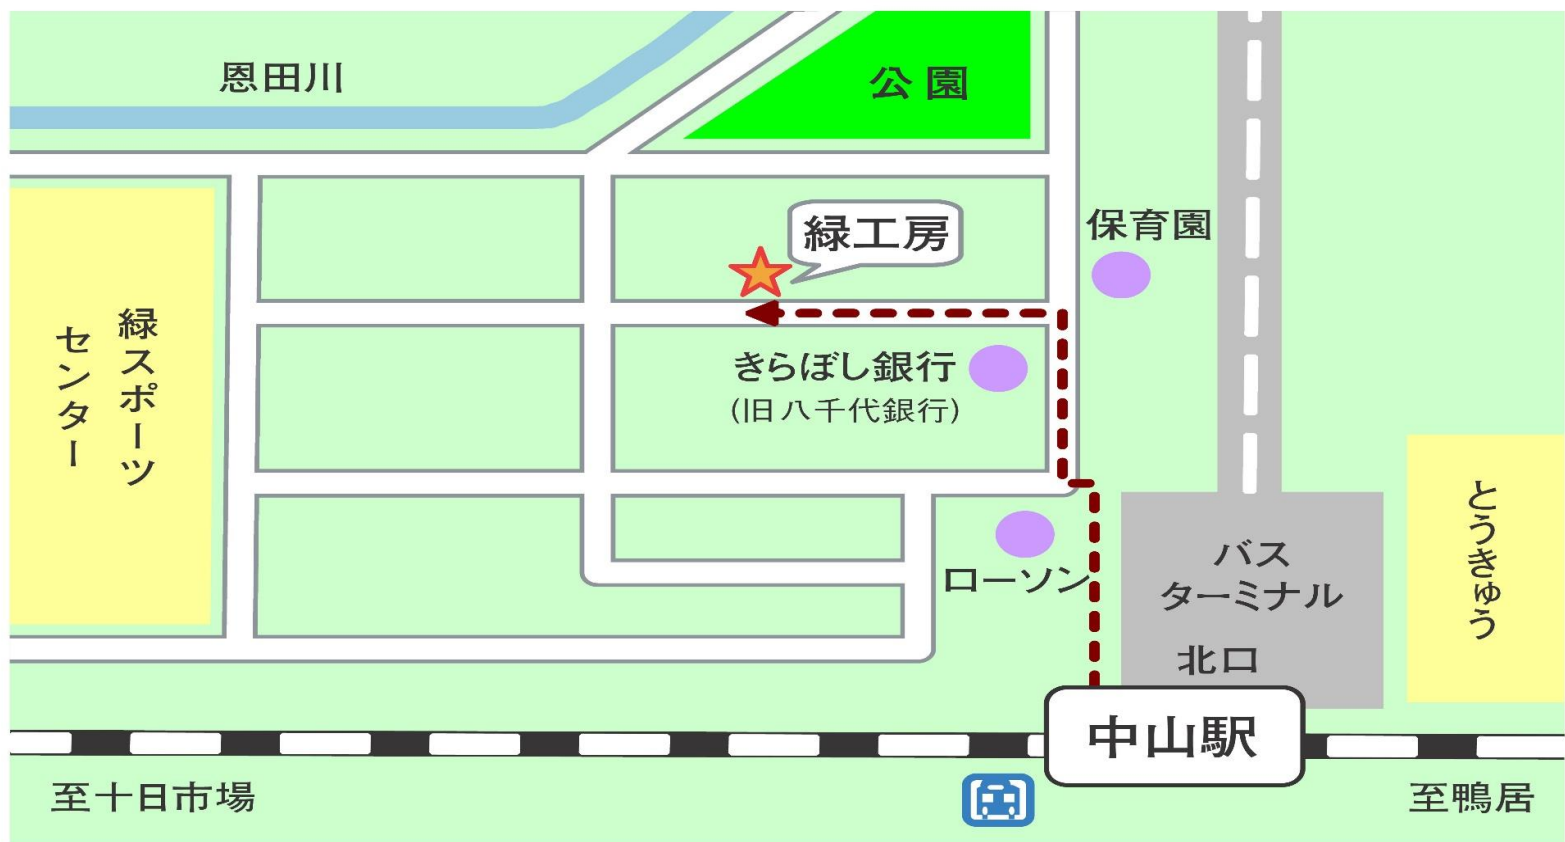 恩田川
公園
保育園
緑工房
緑スポーツ
センター
きらぼし銀行
(旧八千代銀行)
とうきゅう
ローソン
バス
ターミナル
北口
中山駅
至十日市場
至鴨居